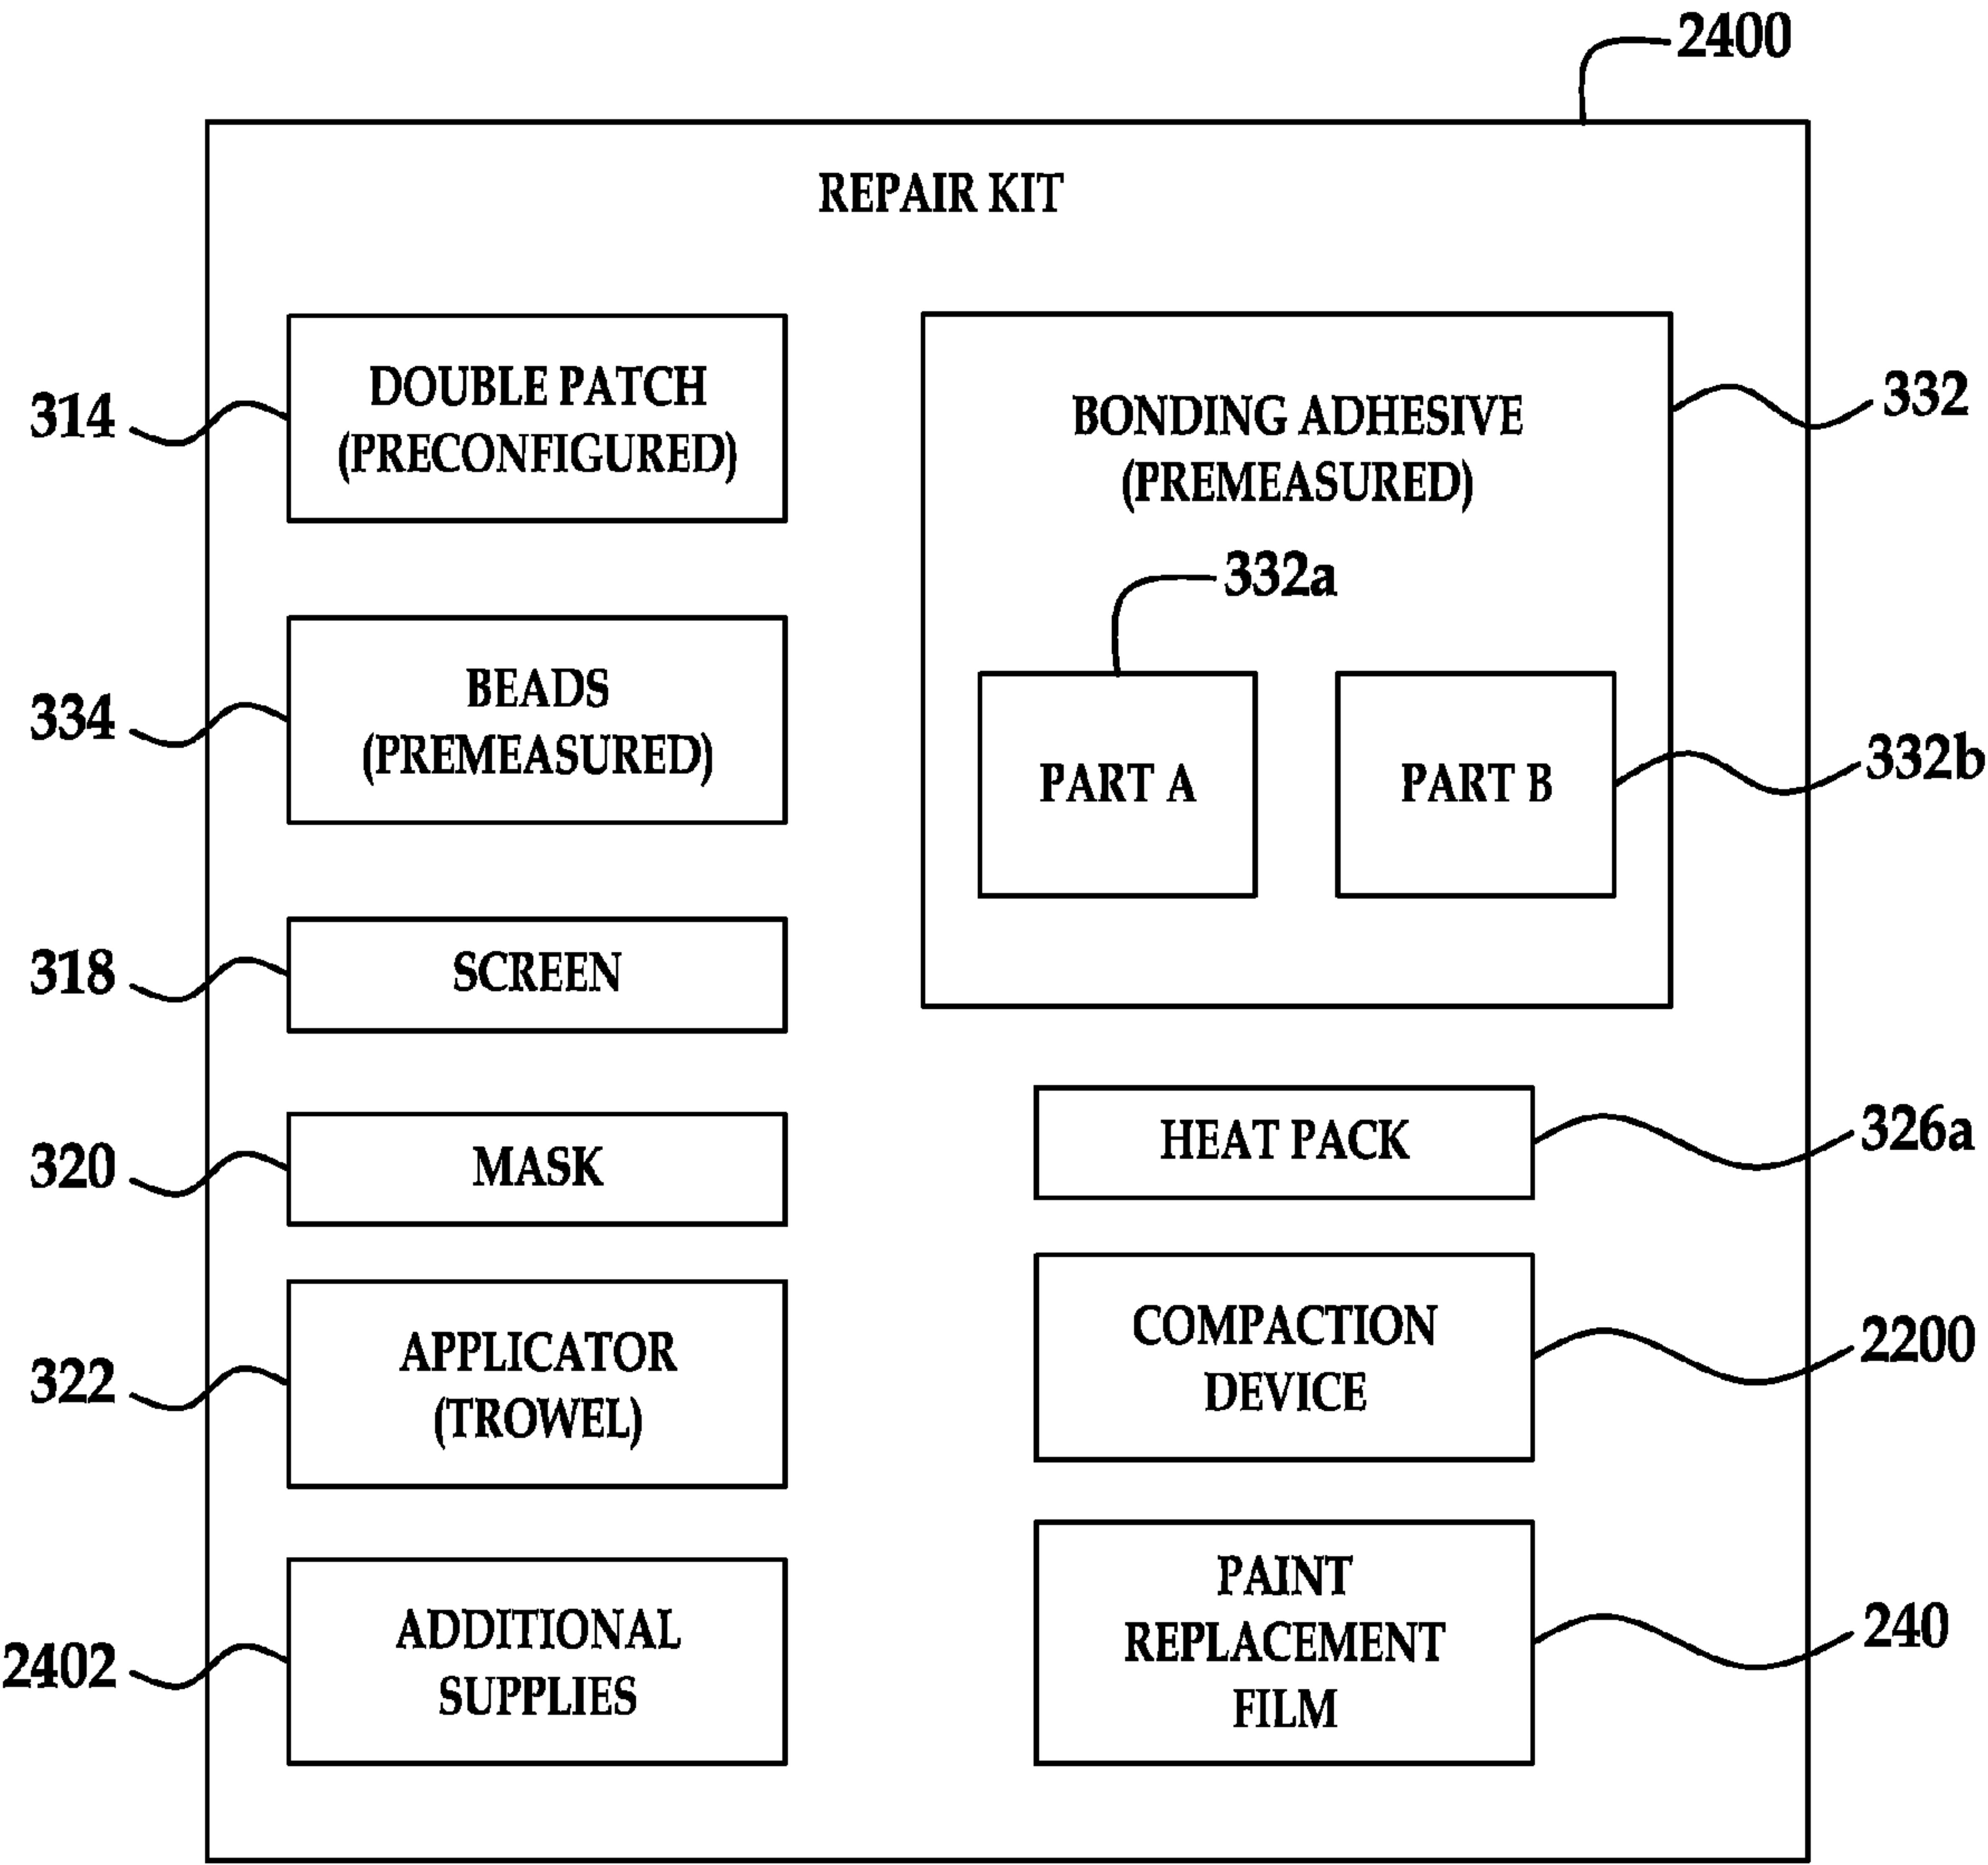 2400
REPAIR KIT
314
DOUBLE PATCH
(PRECONFIGURED)
334
BEADS
(PREMEASURED)
318
SCREEN
320
MASK
322
APPLICATOR
(TROWEL)
2402
ADDITIONAL
SUPPLIES
332
BONDING ADHESIVE
(PREMEASURED)
332a
PART A
PART B
332b
HEAT PACK
326a
COMPACTION
DEVICE
2200
PAINT
REPLACEMENT
FILM
240